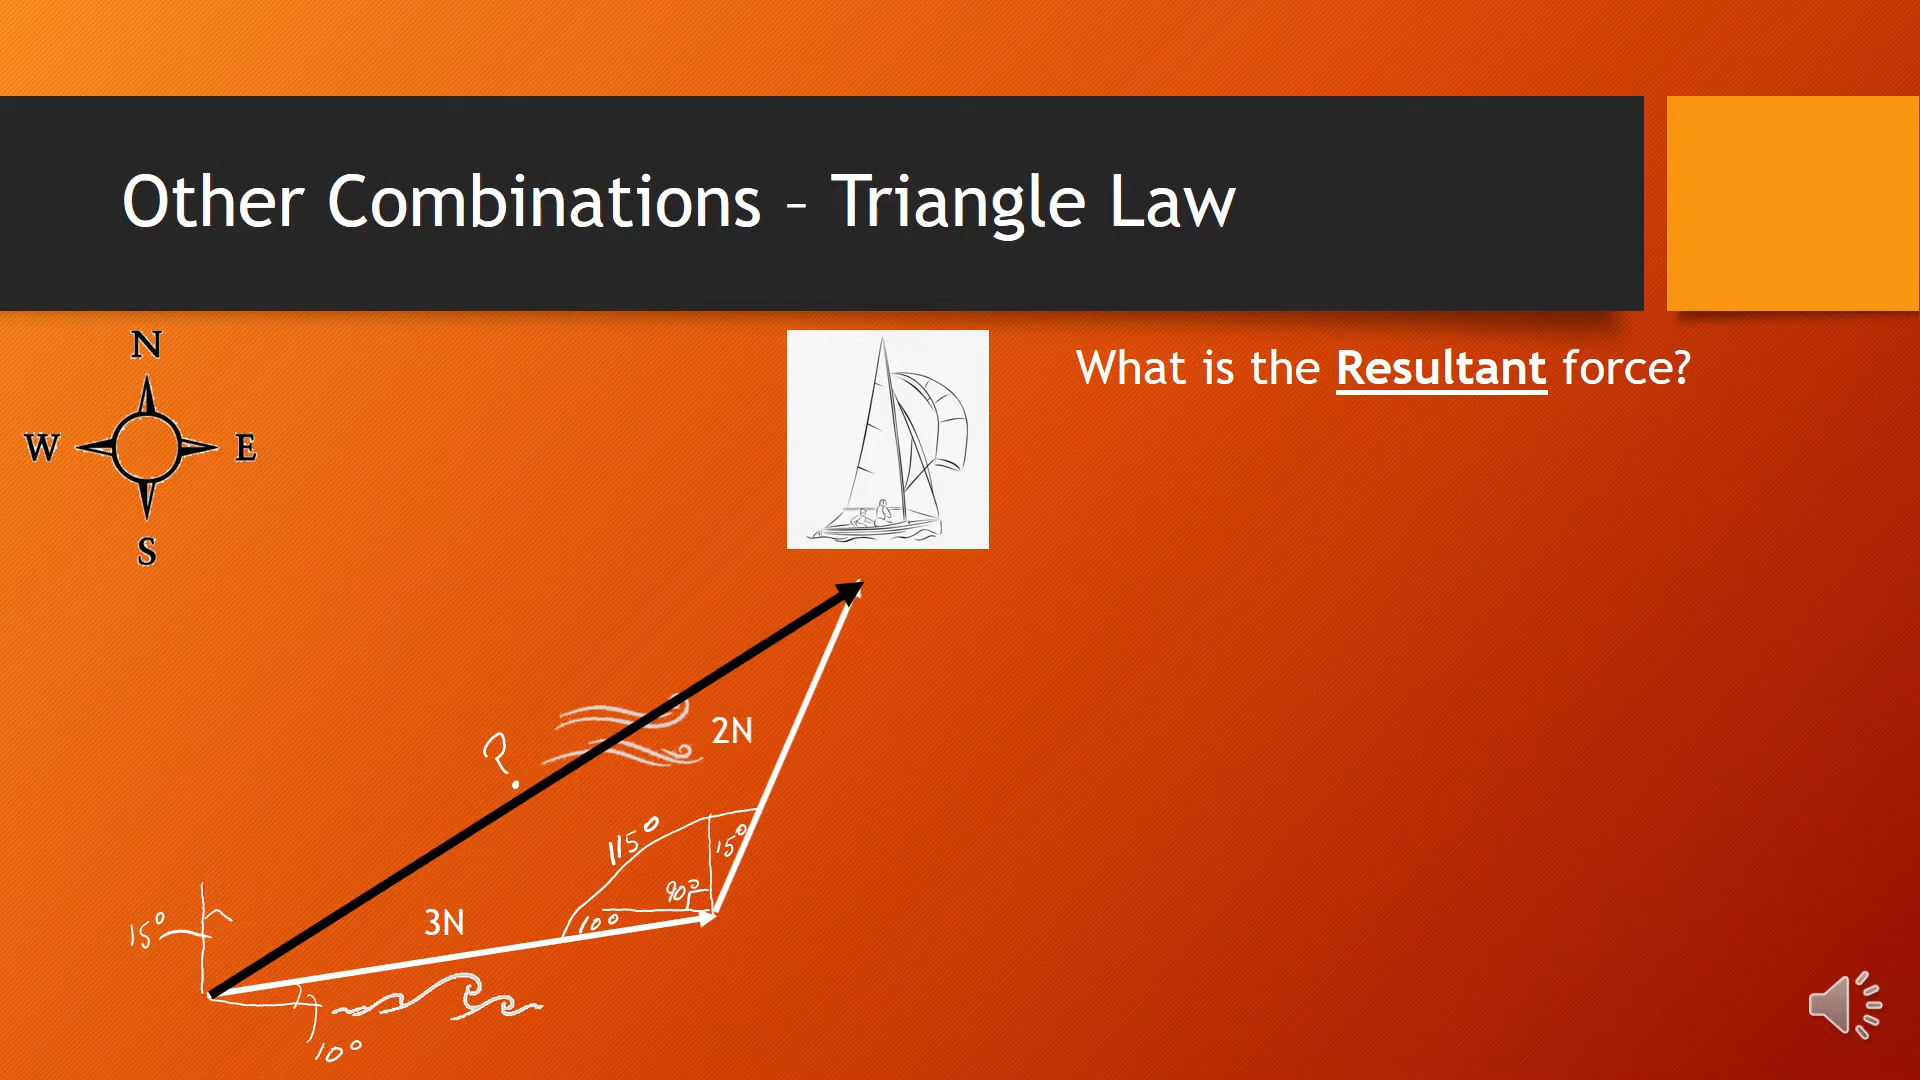 Other Combinations – Triangle Law
N
W E
S
What is the Resultant force?
?
2N
115°
15°
90°
10°
3N
15°
10°